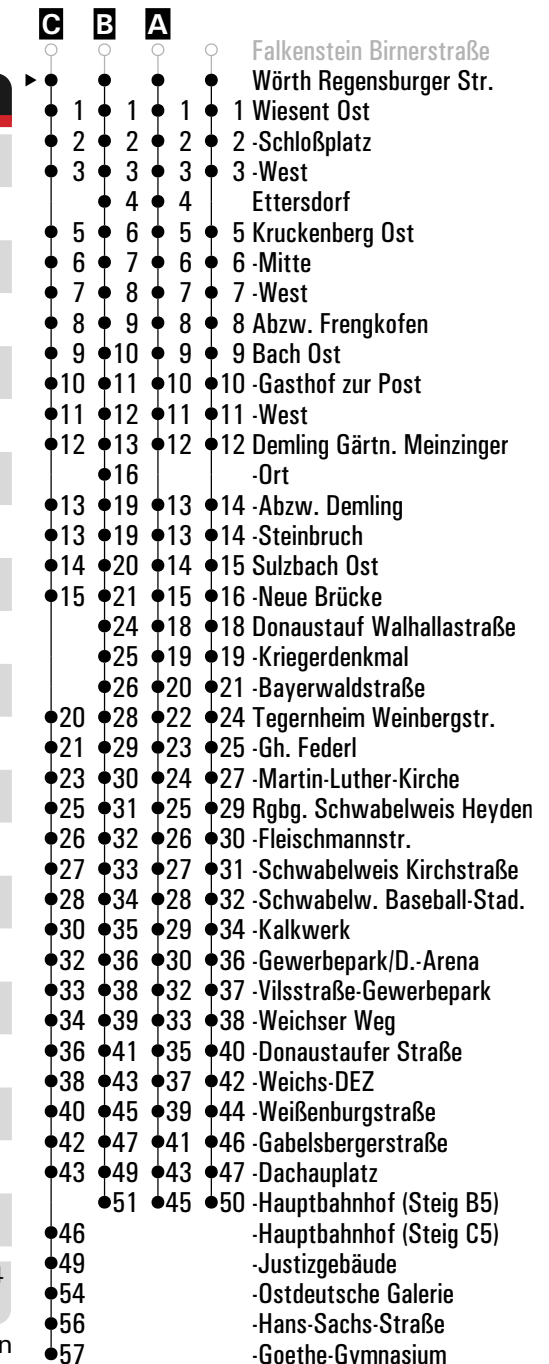 C B A
Falkenstein Birnerstraße
Wörth Regensburger Str.
1 1 1 1 Wiesent Ost
2 2 2 2 -Schloßplatz
3 3 3 3 -West
4 4 Ettersdorf
5 6 5 5 Kruckenberg Ost
6 7 6 6 -Mitte
7 8 7 7 -West
8 9 8 8 Abzw. Frengkofen
9 10 9 9 Bach Ost
10 11 10 10 -Gasthof zur Post
11 12 11 11 -West
12 13 12 12 Demling Gärtn. Meinzinger
16 -Ort
13 19 13 14 -Abzw. Demling
13 19 13 14 -Steinbruch
14 20 14 15 Sulzbach Ost
15 21 15 16 -Neue Brücke
24 18 18 Donaustauf Walhallastraße
25 19 19 -Kriegerdenkmal
26 20 21 -Bayerwaldstraße
20 28 22 24 Tegernheim Weinbergstr.
21 29 23 25 -Gh. Federl
23 30 24 27 -Martin-Luther-Kirche
25 31 25 29 Rgbg. Schwabelweis Heyden
26 32 26 30 -Fleischmannstr.
27 33 27 31 -Schwabelweis Kirchstraße
28 34 28 32 -Schwabelw. Baseball-Stad.
30 35 29 34 -Kalkwerk
32 36 30 36 -Gewerbepark/D.-Arena
33 38 32 37 -Vilsstraße-Gewerbepark
34 39 33 38 -Weichser Weg
36 41 35 40 -Donaustaufer Straße
38 43 37 42 -Weichs-DEZ
40 45 39 44 -Weißenburgstraße
42 47 41 46 -Gabelsbergerstraße
43 49 43 47 -Dachauplatz
51 45 50 -Hauptbahnhof (Steig B5)
46 -Hauptbahnhof (Steig C5)
49 -Justizgebäude
54 -Ostdeutsche Galerie
56 -Hans-Sachs-Straße
57 -Goethe-Gymnasium